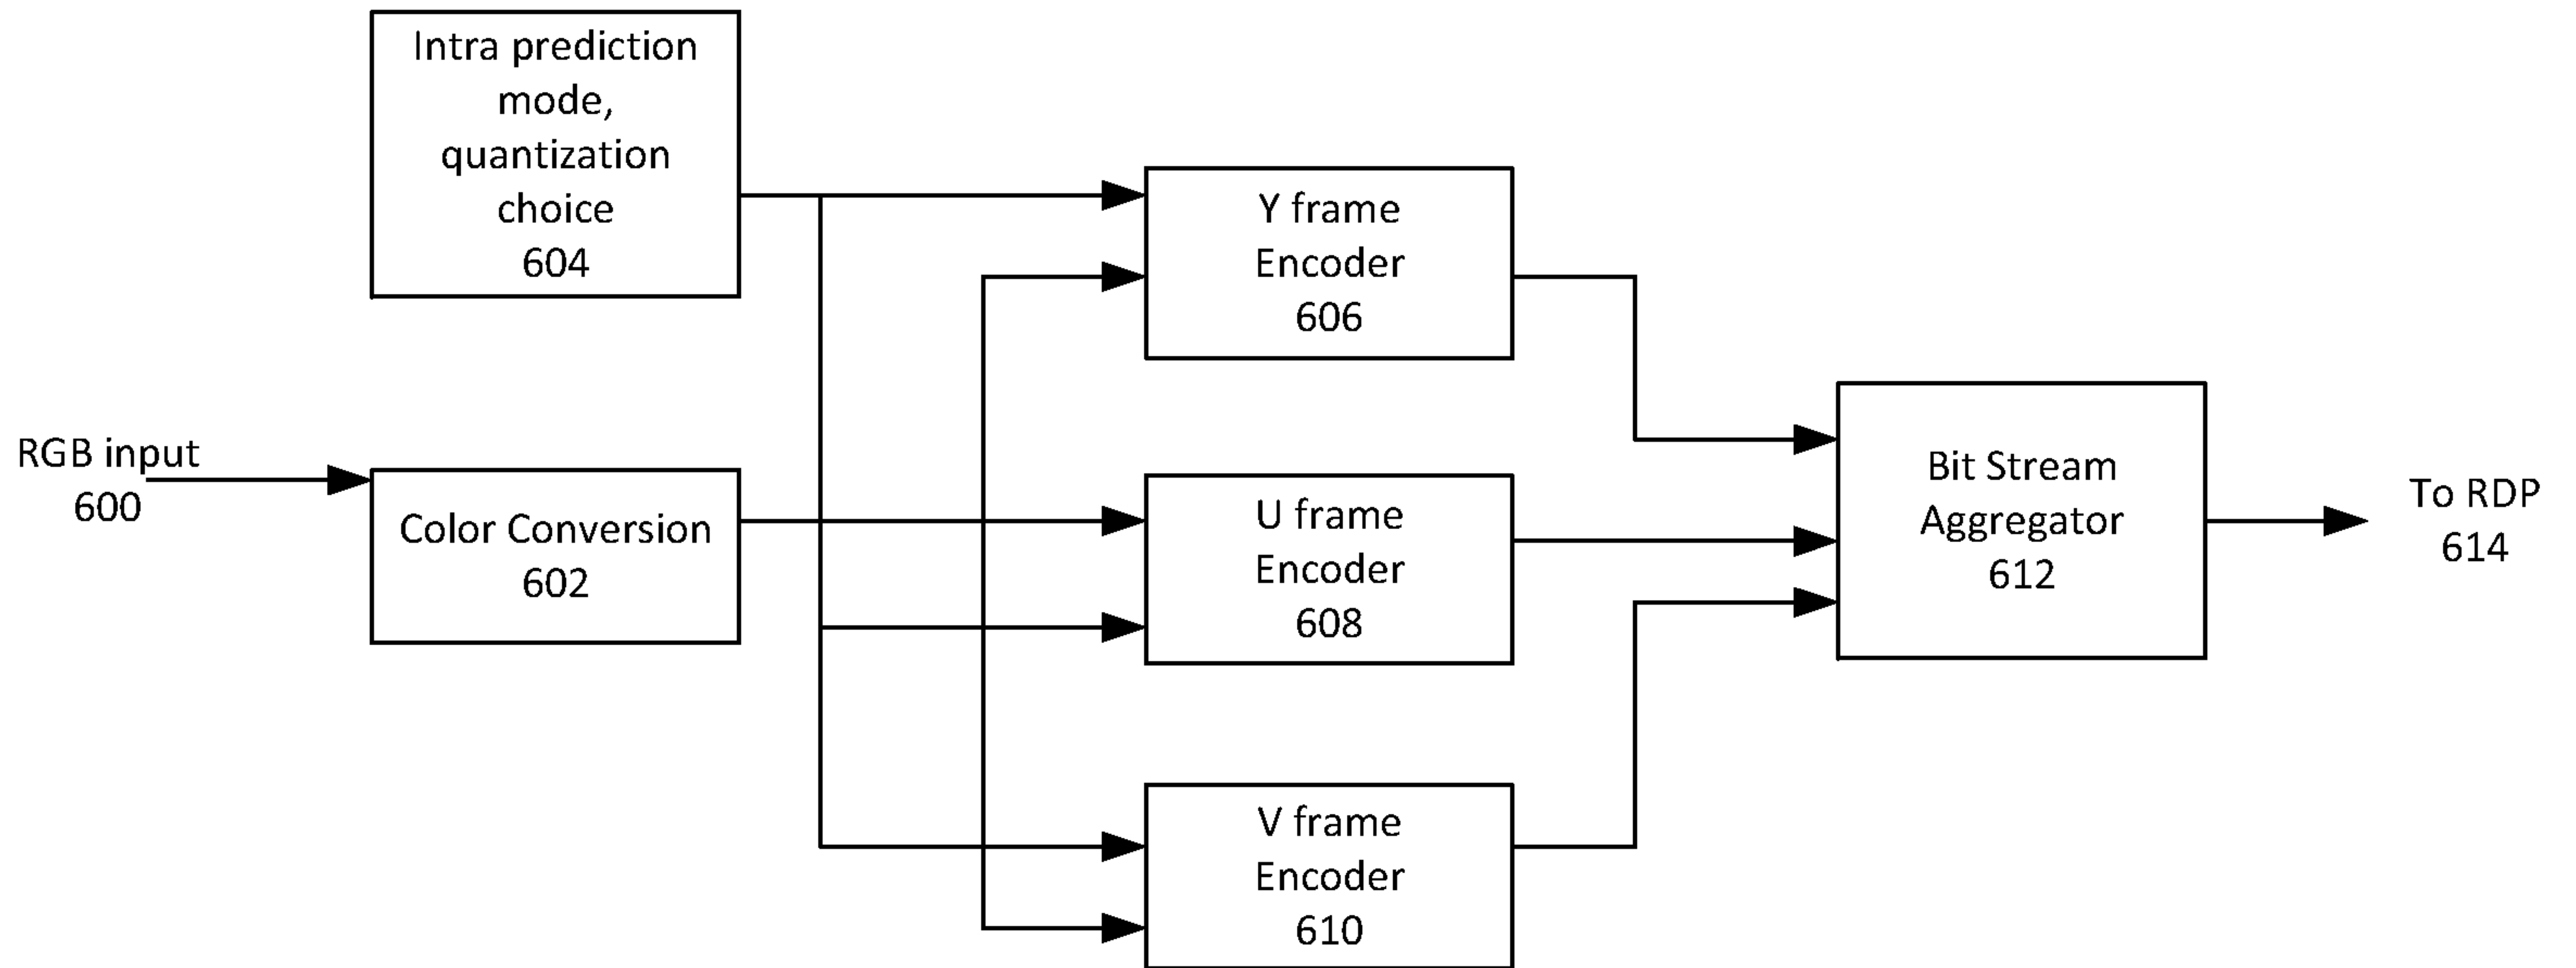 Intra prediction
mode,
quantization
choice
604
RGB input
600
Color Conversion
602
Y frame
Encoder
606
U frame
Encoder
608
V frame
Encoder
610
Bit Stream
Aggregator
612
To RDP
614